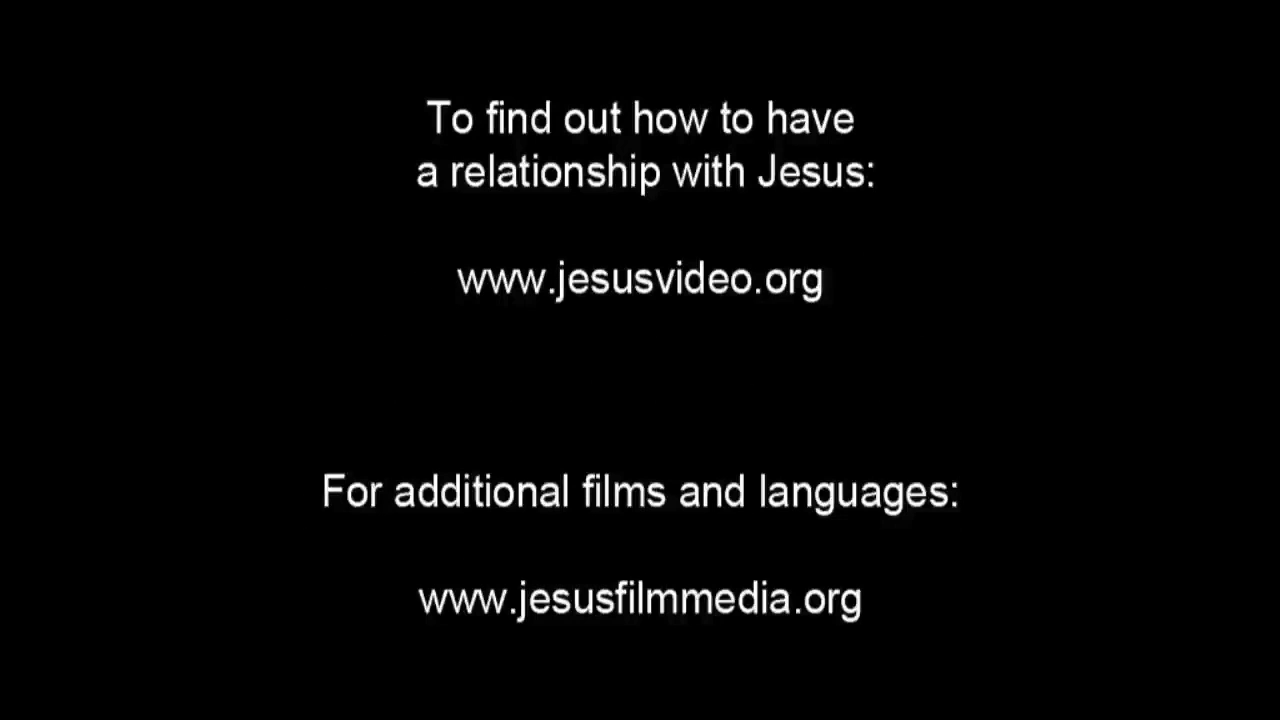 To find out how to have
a relationship with Jesus:
www.jesusvideo.org
For additional films and languages:
www.jesusfilmmedia.org